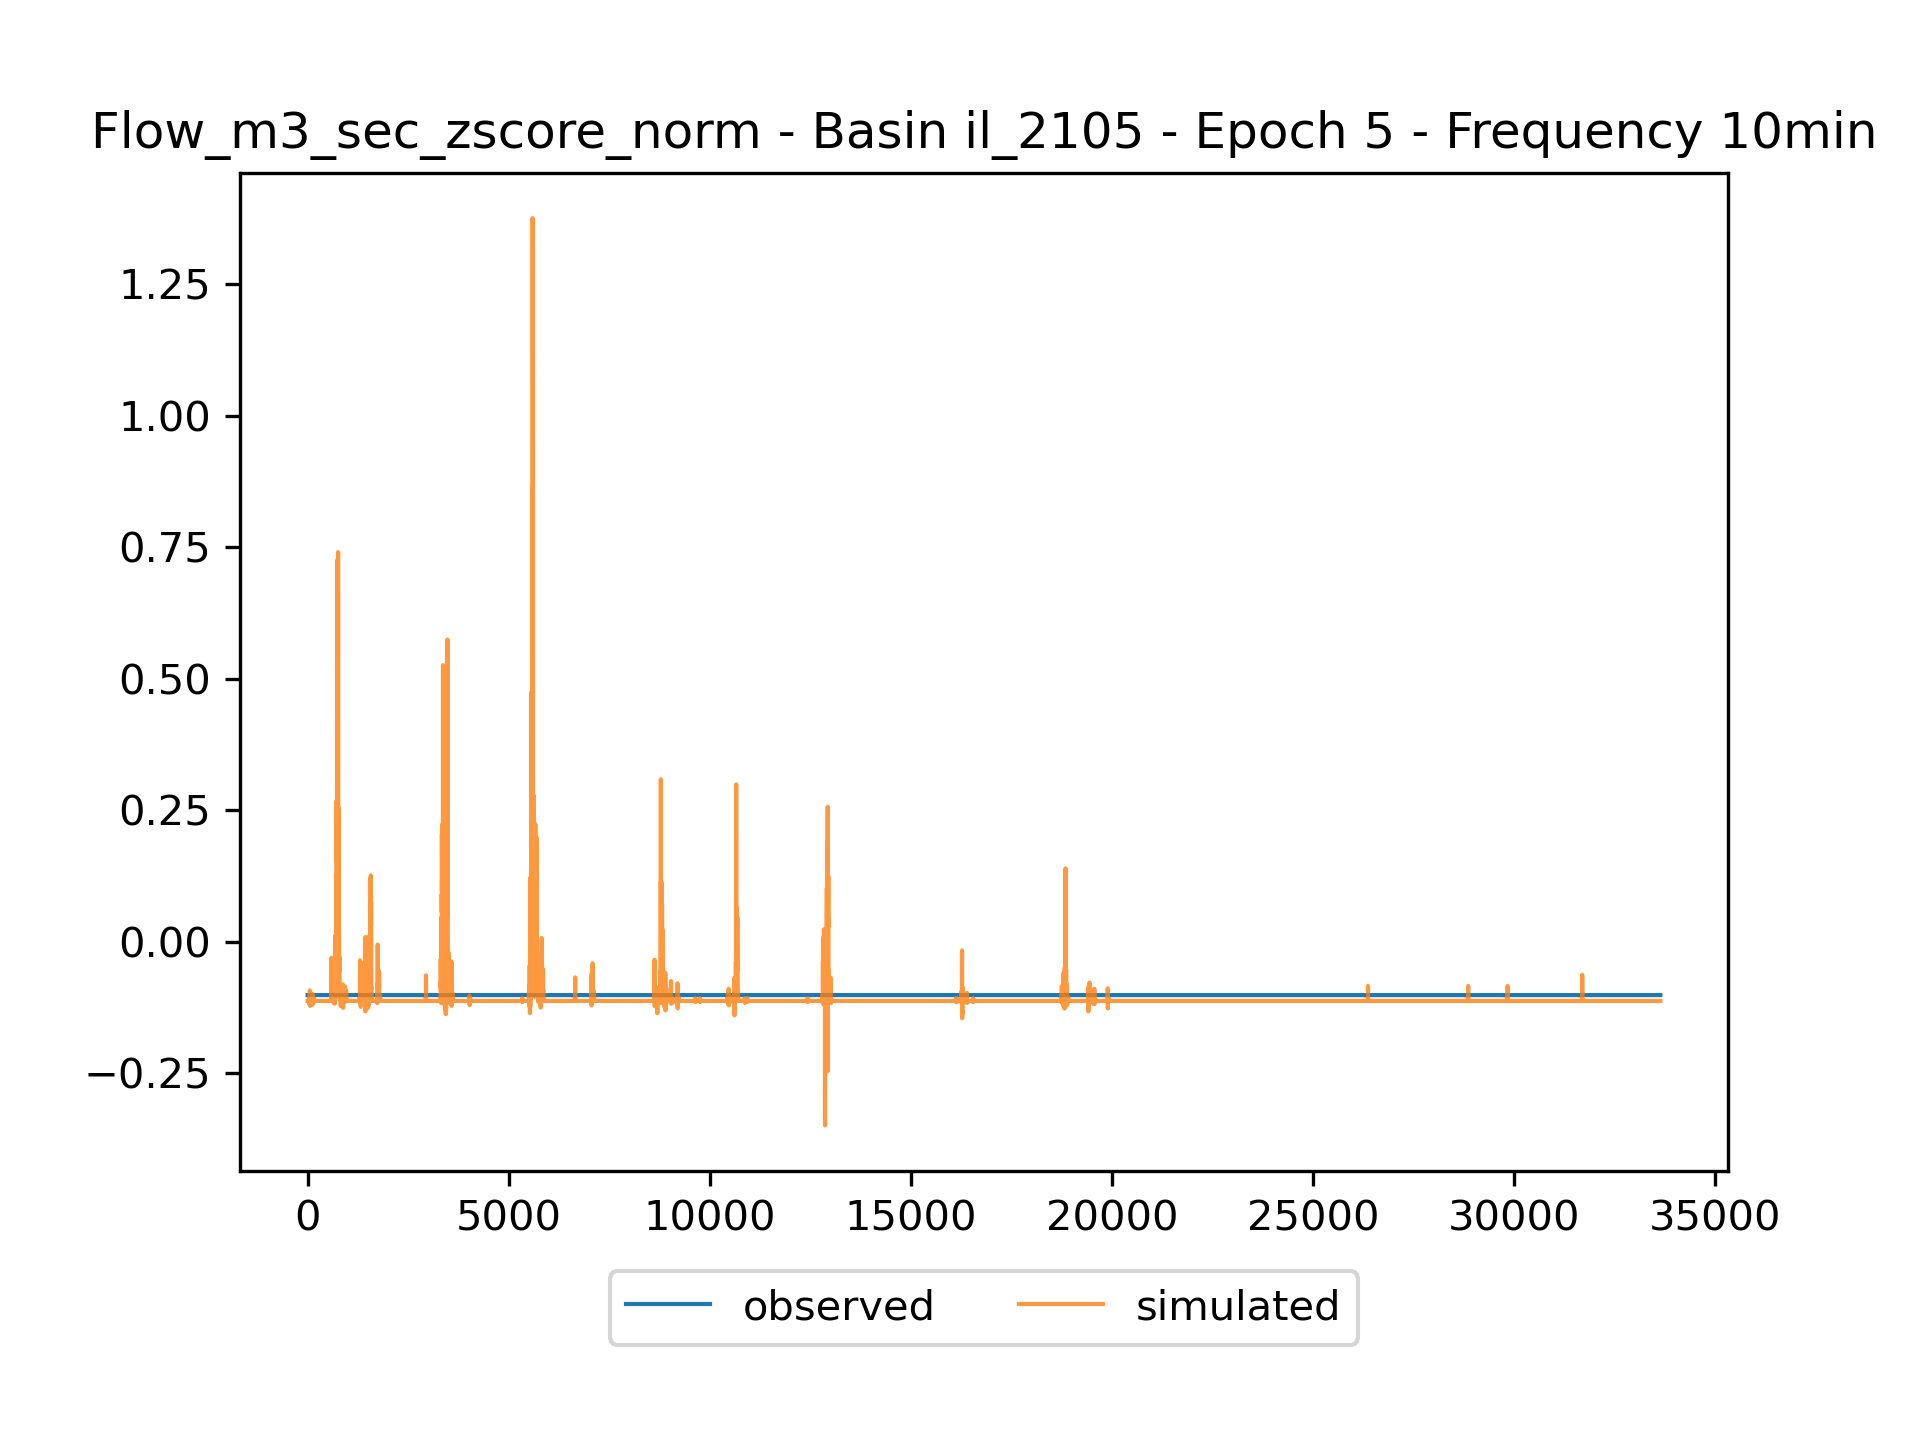 Flow_m3_sec_zscore_norm - Basin il_2105 - Epoch 5 - Frequency 10min
1.25
1.00
0.75
0.50
0.25
0.00
−0.25
0 5000 10000 15000 20000 25000 30000 35000
observed simulated